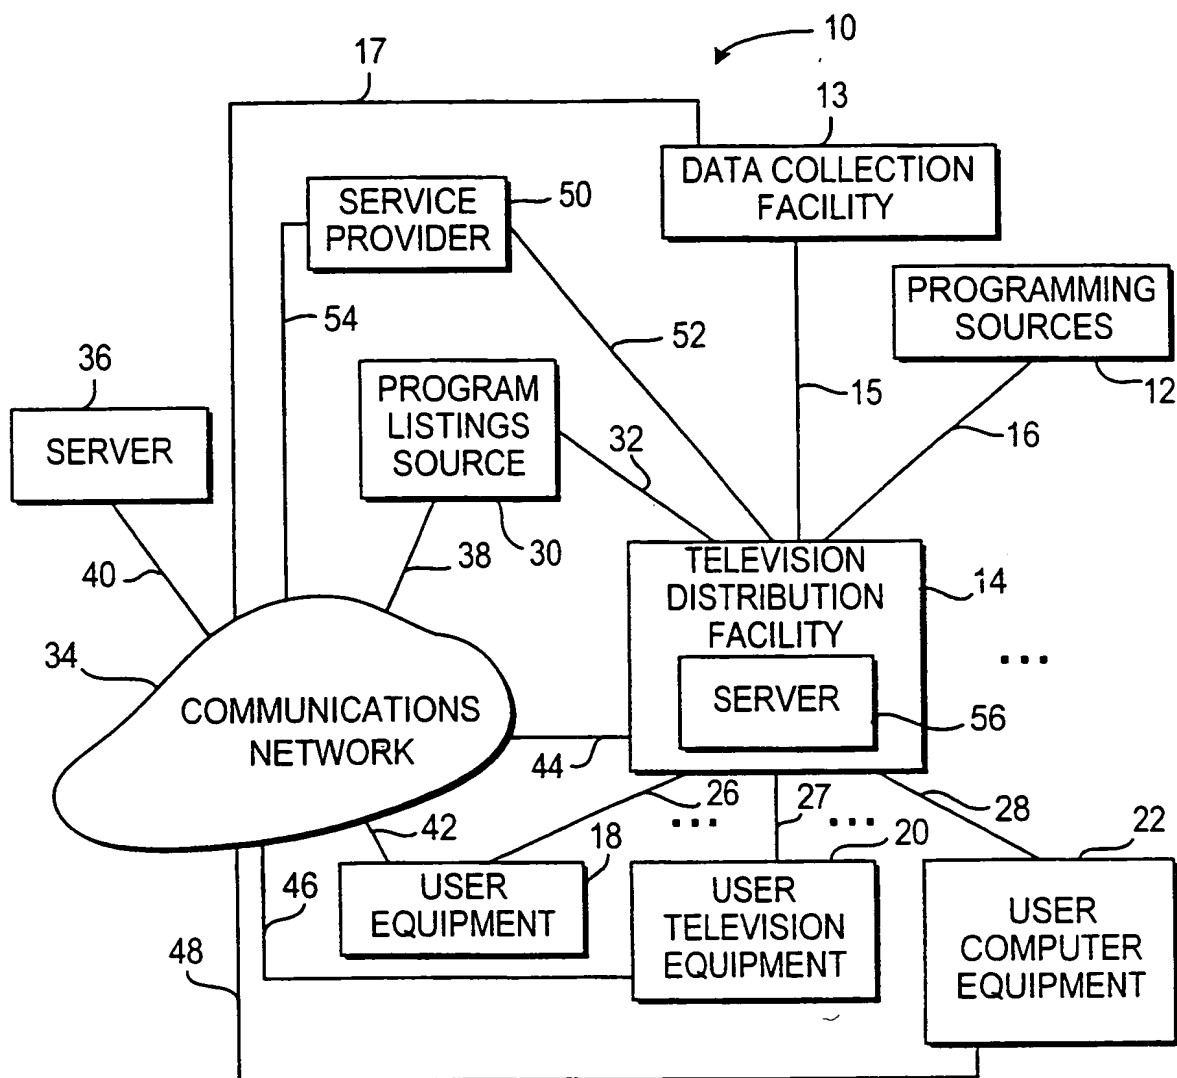 10
17
13
DATA COLLECTION
FACILITY
SERVICE
PROVIDER
50
PROGRAMMING
SOURCES
54
52
36
12
PROGRAM
LISTINGS
SOURCE
15
16
SERVER
32
40
38
30
TELEVISION
DISTRIBUTION
FACILITY
14
34
...
SERVER
56
COMMUNICATIONS
NETWORK
44
26
27
28
...
...
42
18
20
22
46
USER
EQUIPMENT
USER
TELEVISION
EQUIPMENT
USER
COMPUTER
EQUIPMENT
48